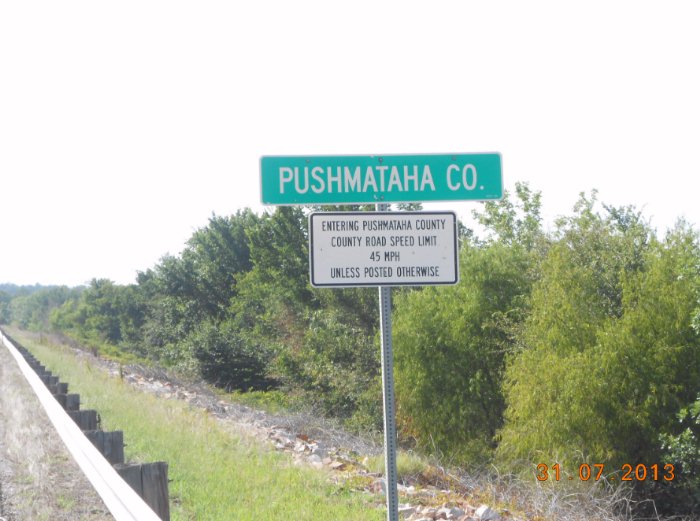 PUSHMATAHA CO.
ENTERING PUSHMATAHA COUNTY
COUNTY ROAD SPEED LIMIT
45 MPH
UNLESS POSTED OTHERWISE
31.07.2013